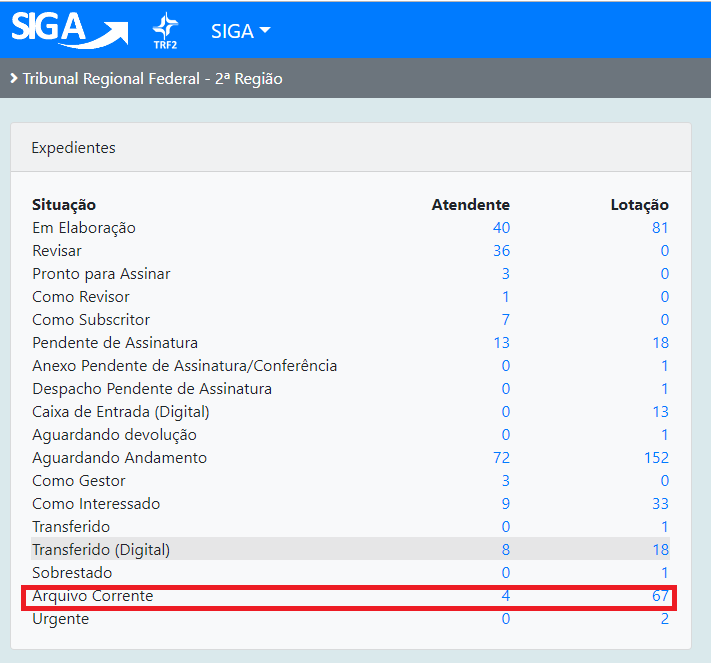 SIGA TRF2 SIGA
Tribunal Regional Federal - 2ª Região
Expedientes
Situação Atendente Lotação
Em Elaboração 40 81
Revisar 36 0
Pronto para Assinar 3 0
Como Revisor 1 0
Como Subscritor 7 0
Pendente de Assinatura 13 18
Anexo Pendente de Assinatura/Conferência 0 1
Despacho Pendente de Assinatura 0 1
Caixa de Entrada (Digital) 0 13
Aguardando devolução 0 1
Aguardando Andamento 72 152
Como Gestor 3 0
Como Interessado 9 33
Transferido 0 1
Transferido (Digital) 8 18
Sobrestado 0 1
Arquivo Corrente 4 67
Urgente 0 2